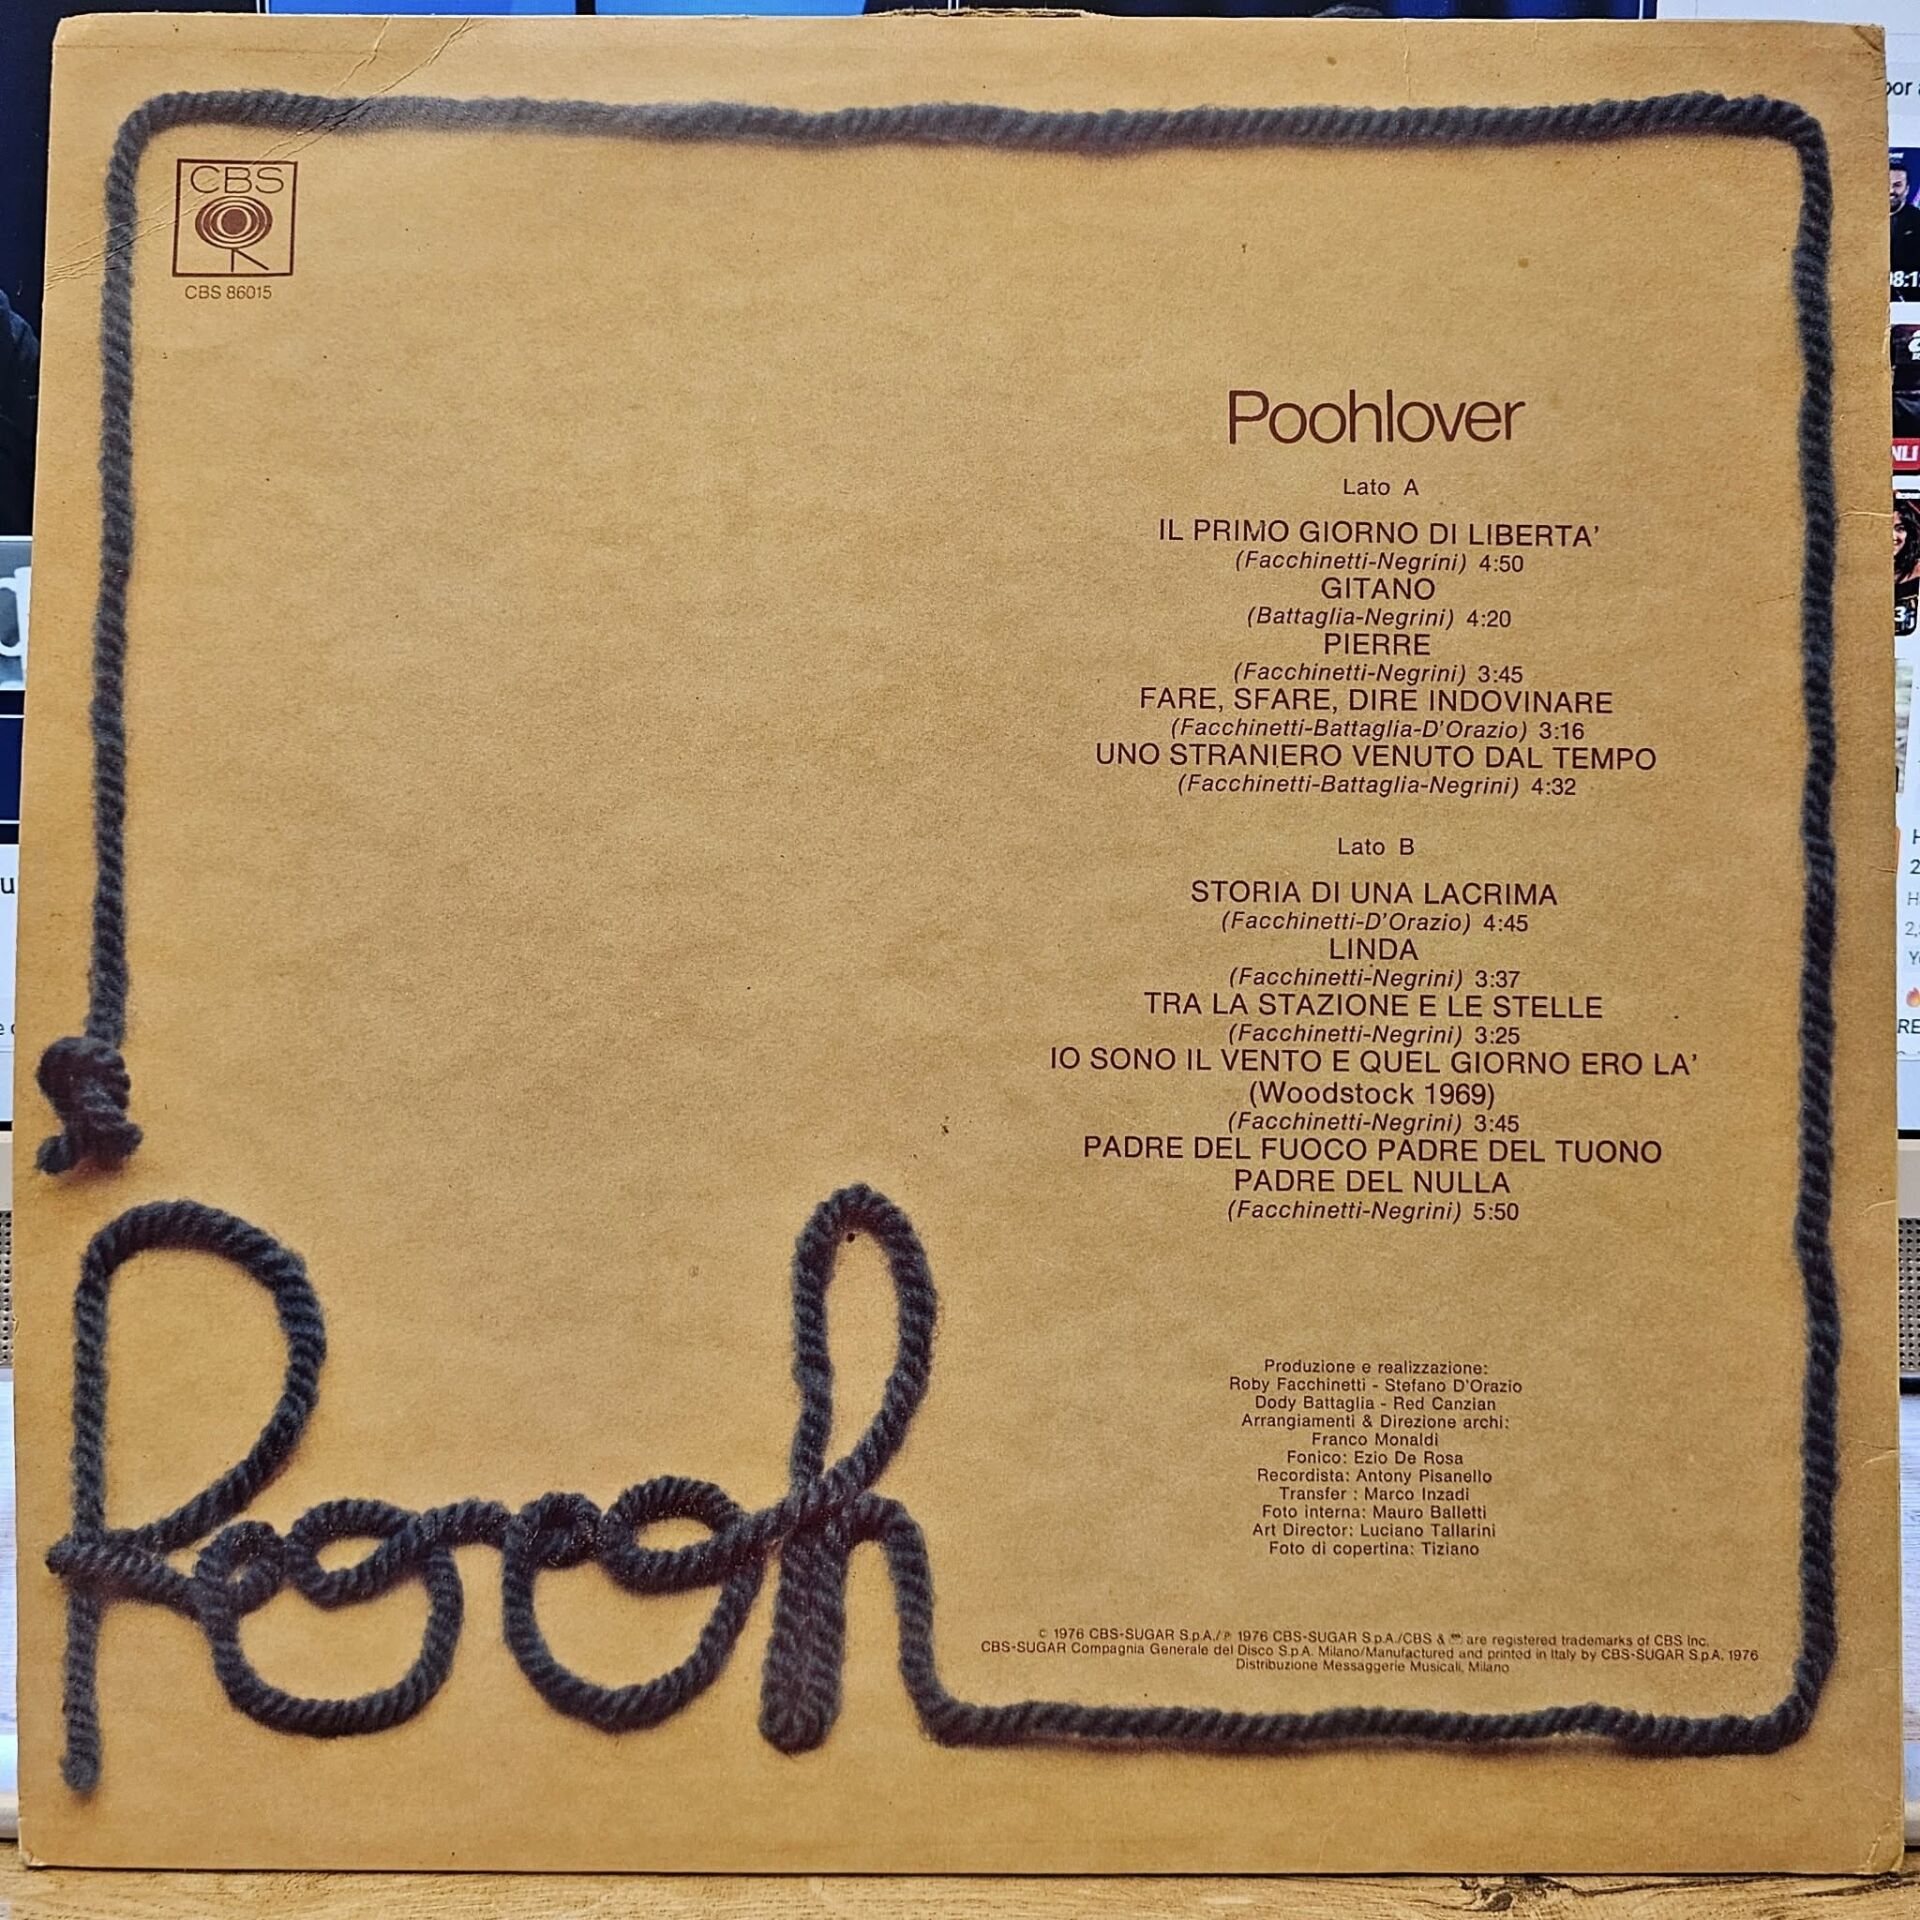 CBS
CBS 86015
Poohlover
Lato A
IL PRIMO GIORNO DI LIBERTA'
(Facchinetti-Negrini) 4:50
GITANO
(Battaglia-Negrini) 4:20
PIERRE
(Facchinetti-Negrini) 3:45
FARE, SFARE, DIRE INDOVINARE
(Facchinetti-Battaglia-D'Orazio) 3:16
UNO STRANIERO VENUTO DAL TEMPO
(Facchinetti-Battaglia-Negrini) 4:32
Lato B
STORIA DI UNA LACRIMA
(Facchinetti-D'Orazio) 4:45
LINDA
(Facchinetti-Negrini) 3:37
TRA LA STAZIONE E LE STELLE
(Facchinetti-Negrini) 3:25
IO SONO IL VENTO E QUEL GIORNO ERO LA'
(Woodstock 1969)
(Facchinetti-Negrini) 3:45
PADRE DEL FUOCO PADRE DEL TUONO
PADRE DEL NULLA
(Facchinetti-Negrini) 5:50
Pooh
Produzione e realizzazione:
Roby Facchinetti - Stefano D'Orazio
Dody Battaglia - Red Canzian
Arrangiamenti & Direzione archi:
Franco Monaldi
Fonico: Ezio De Rosa
Recordista: Antony Pisanello
Transfer : Marco Inzadi
Foto interna: Mauro Balletti
Art Director: Luciano Tallarini
Foto di copertina: Tiziano
© 1976 CBS-SUGAR S.p.A./℗ 1976 CBS-SUGAR S.p.A./CBS & are registered trademarks of CBS Inc.
CBS-SUGAR Compagnia Generale del Disco S.p.A. Milano/Manufactured and printed in Italy by CBS-SUGAR S.p.A. 1976
Distribuzione Messaggerie Musicali, Milano